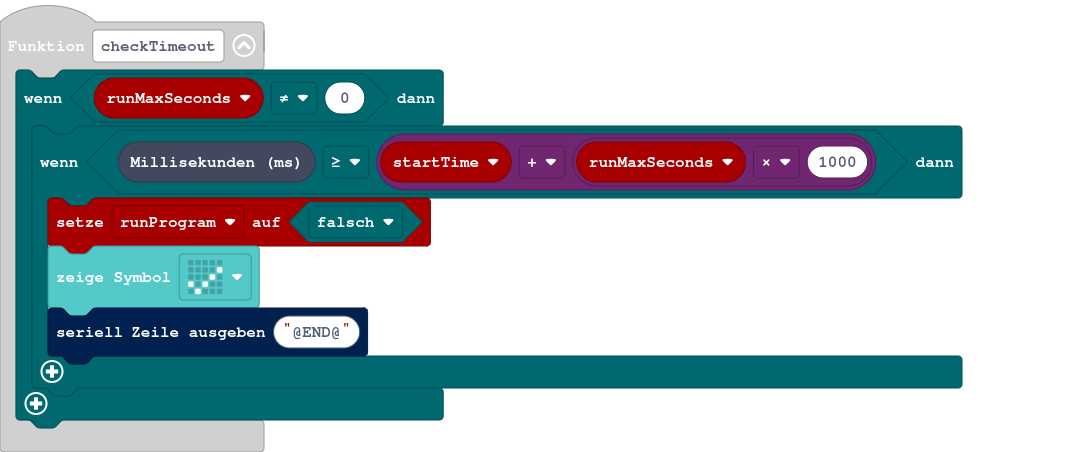 Funktion checkTimeout
wenn runMaxSeconds ≠ 0 dann
wenn Millisekunden (ms) ≥ startTime + runMaxSeconds × 1000 dann
setze runProgram auf falsch
zeige Symbol
seriell Zeile ausgeben "@END@"